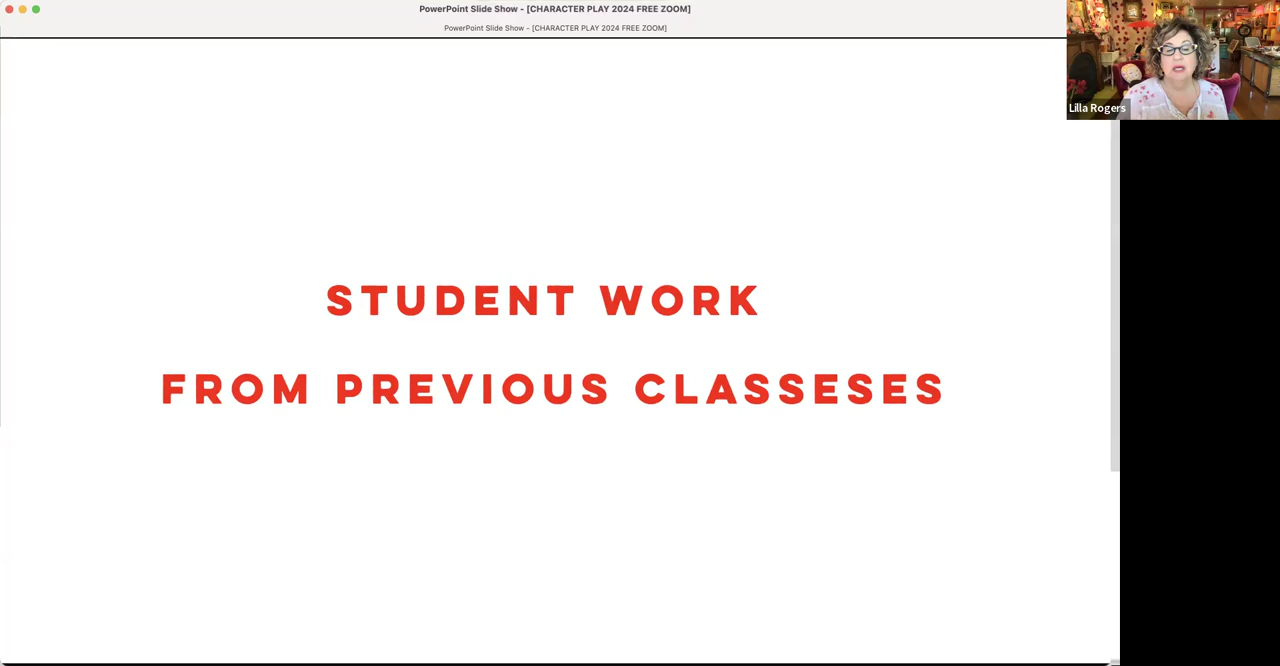 PowerPoint Slide Show - [CHARACTER PLAY 2024 FREE ZOOM]
PowerPoint Slide Show - [CHARACTER PLAY 2024 FREE ZOOM]
Lilla Rogers
STUDENT WORK
FROM PREVIOUS CLASSESES